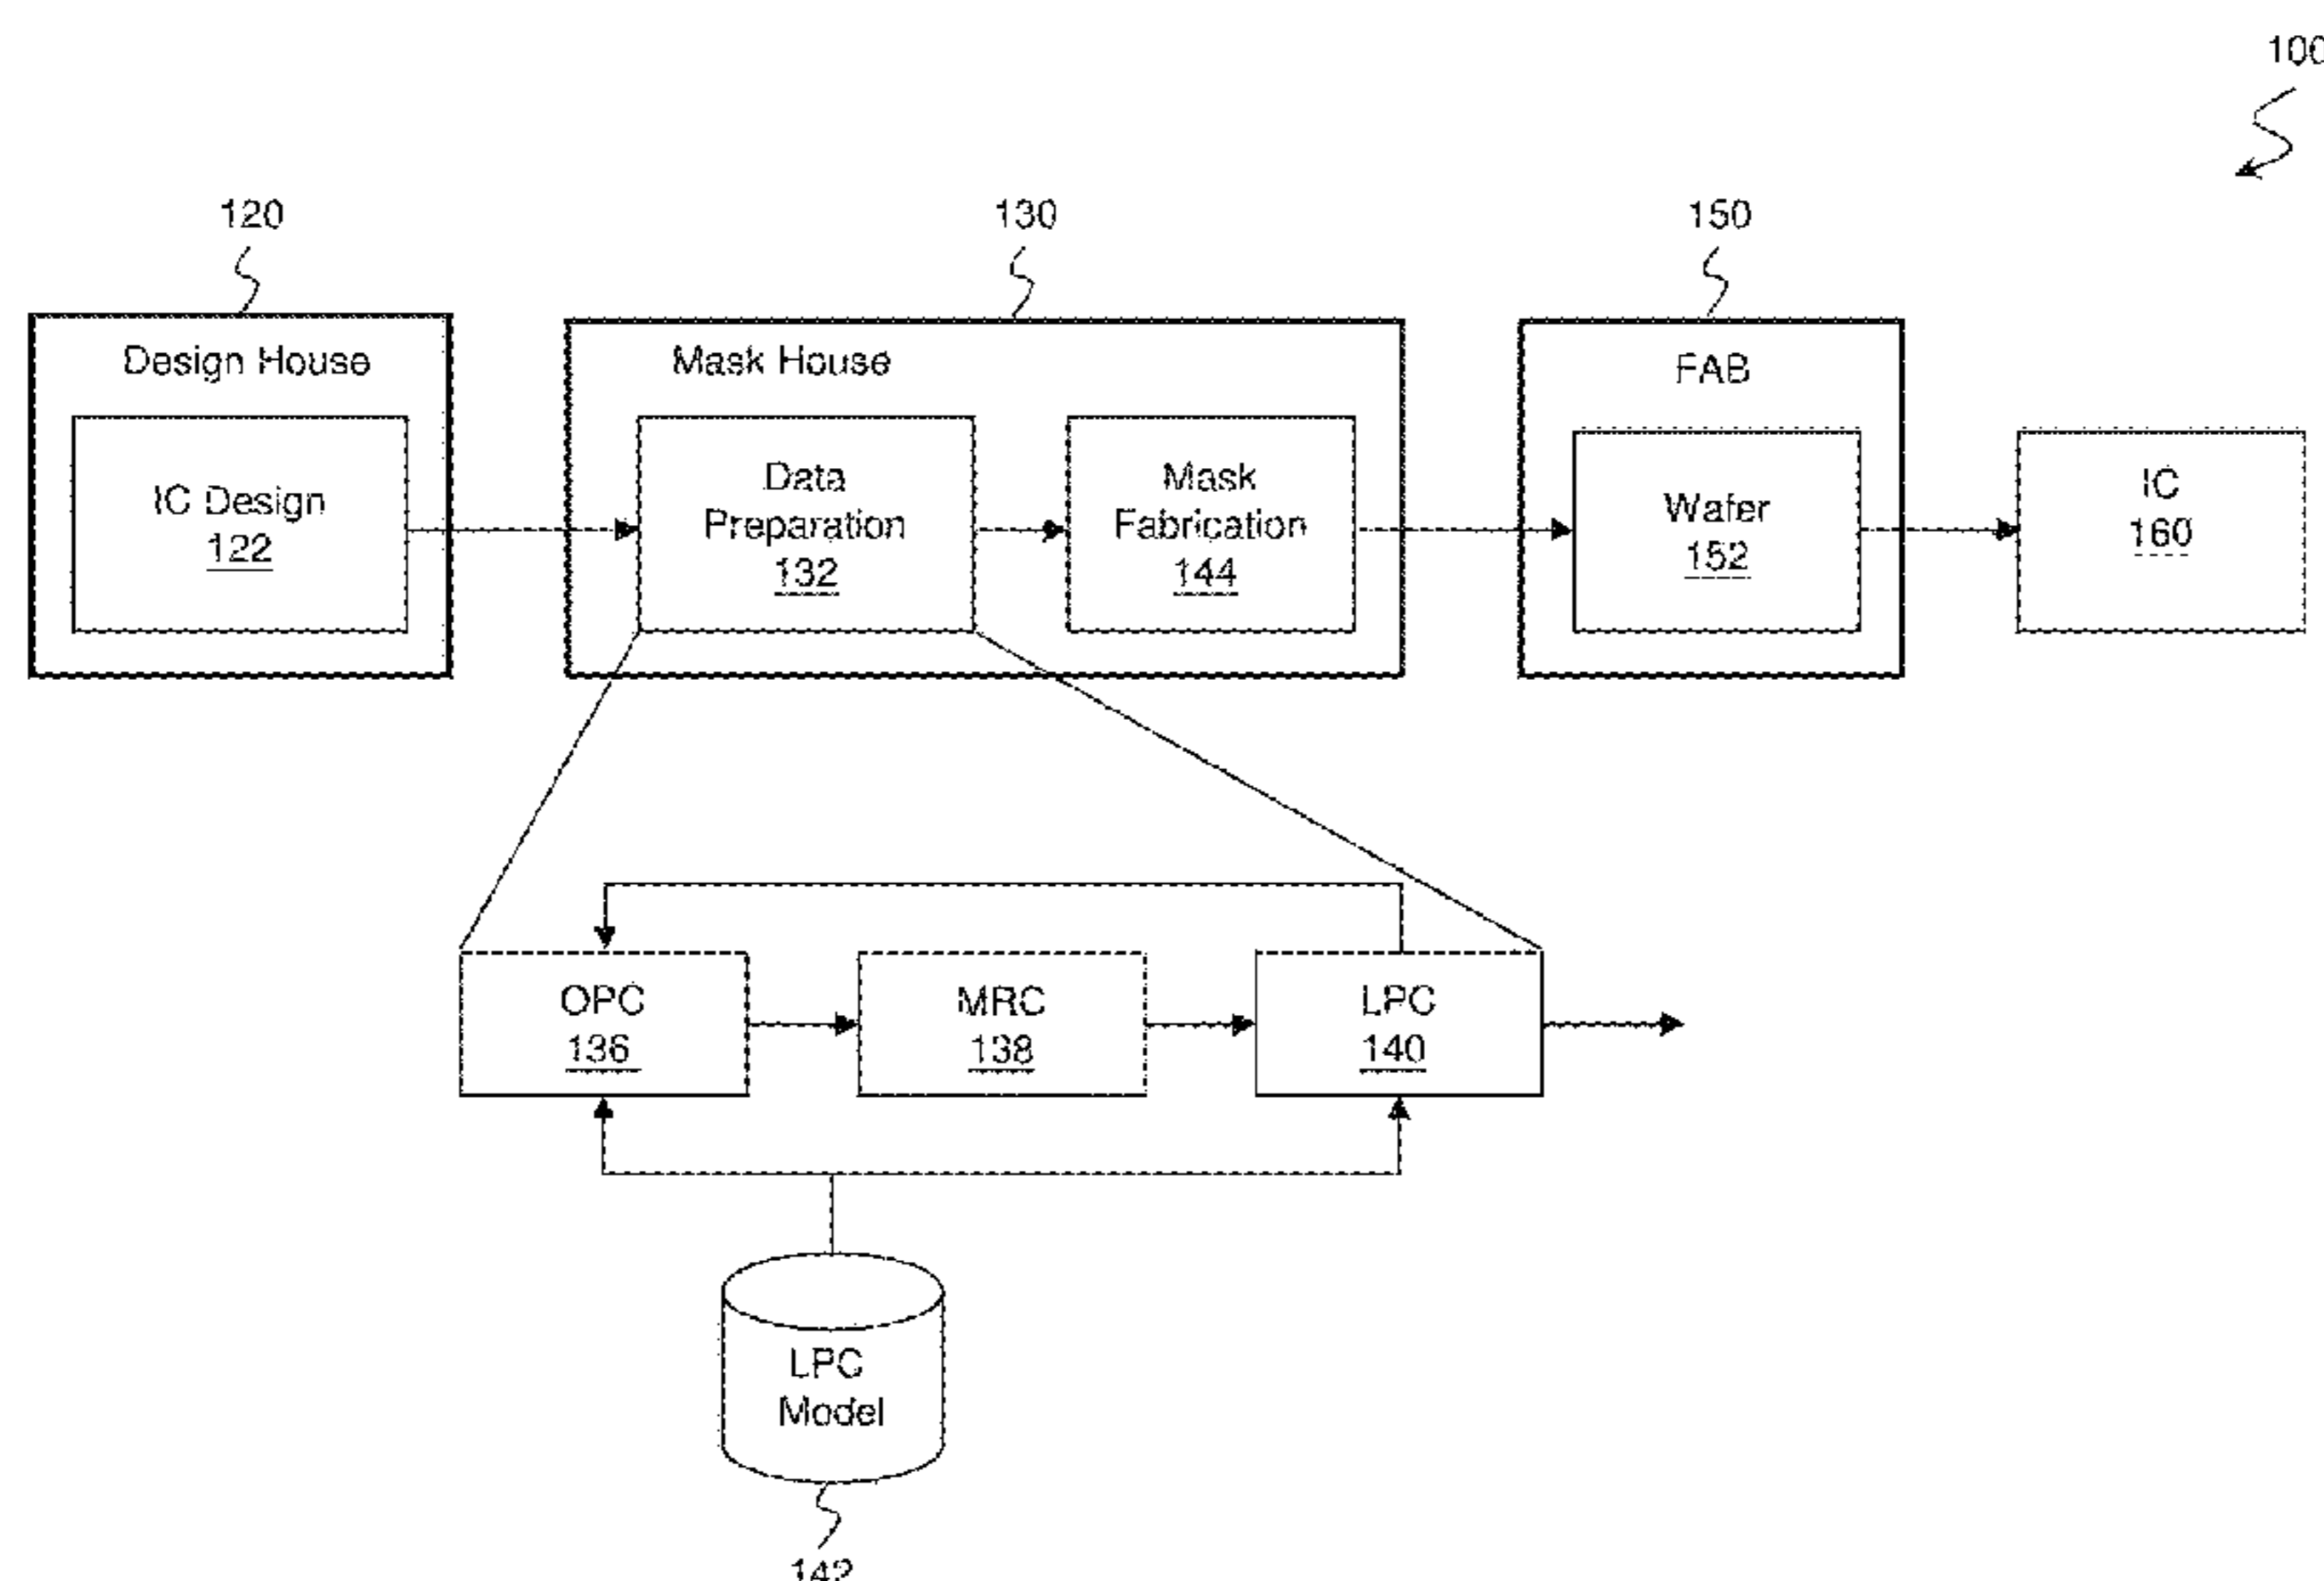 100
120
130
150
Design House
Mask House
FAB
IC Design
122
Data
Preparation
132
Mask
Fabrication
144
Wafer
152
IC
160
OPC
136
MRC
138
LPC
140
LPC
Model
142